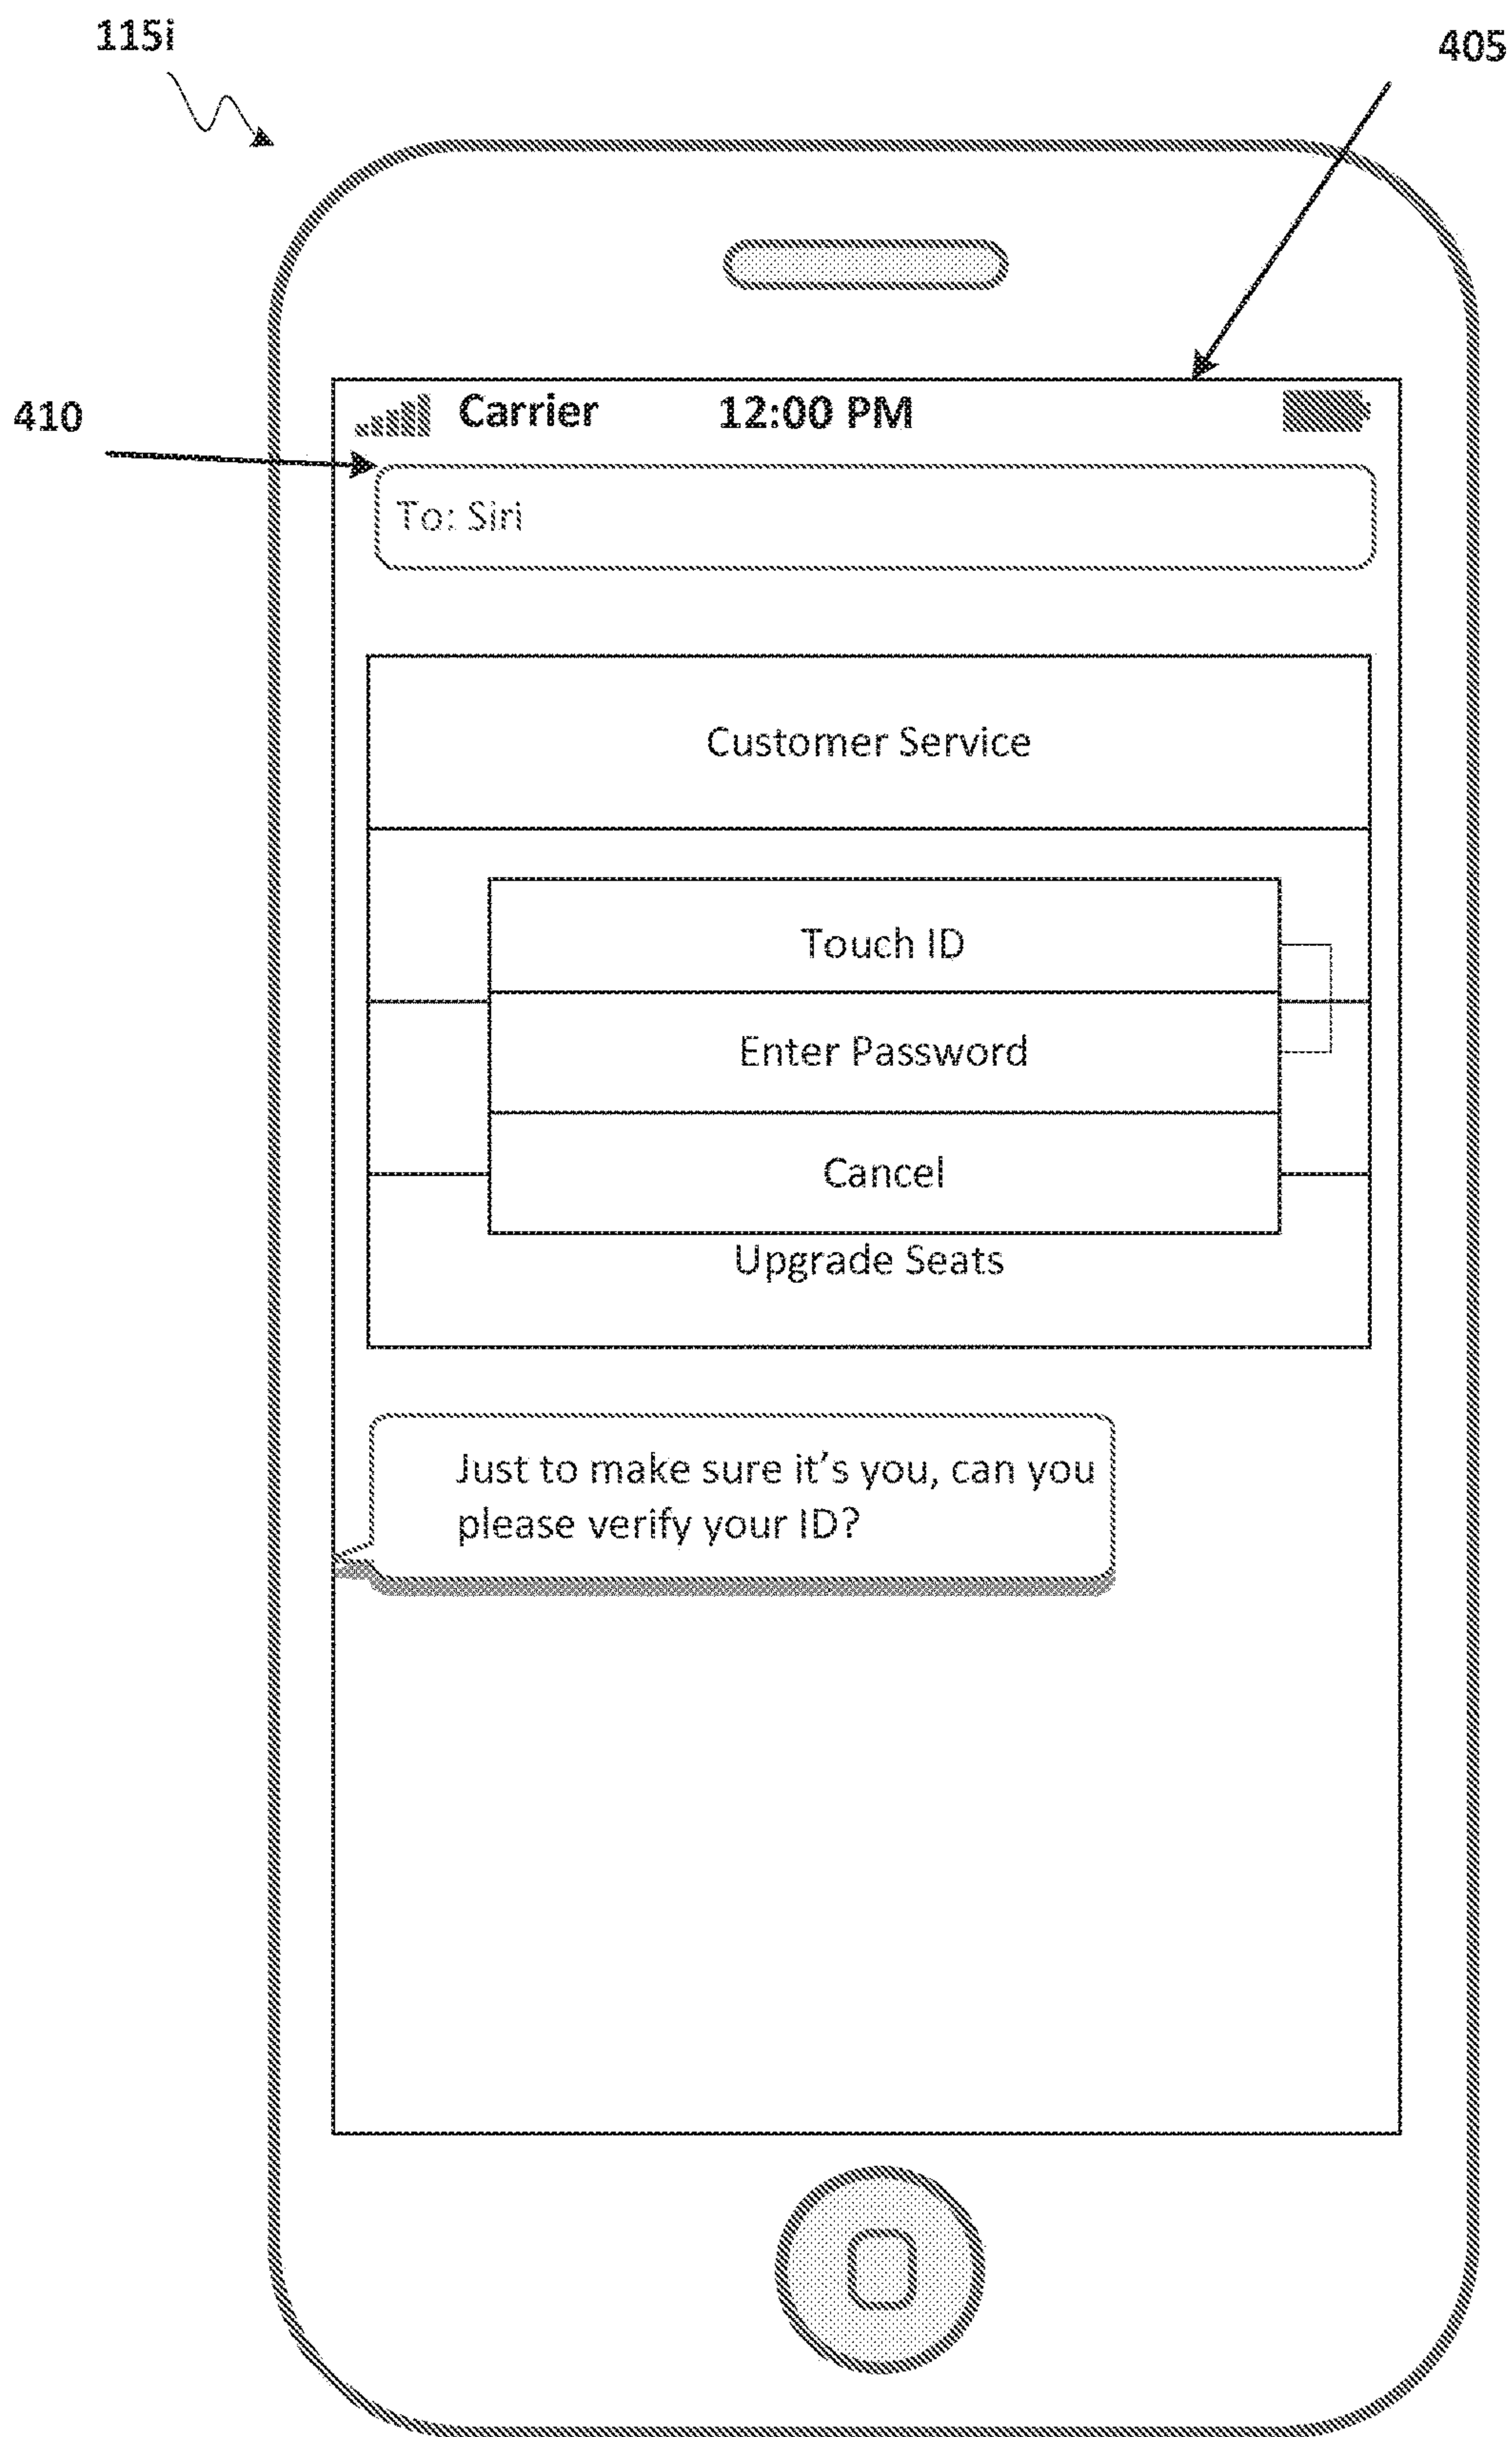 115i
405
410
Carrier 12:00 PM
To: Siri
Customer Service
Touch ID
Enter Password
Cancel
Upgrade Seats
Just to make sure it's you, can you
please verify your ID?